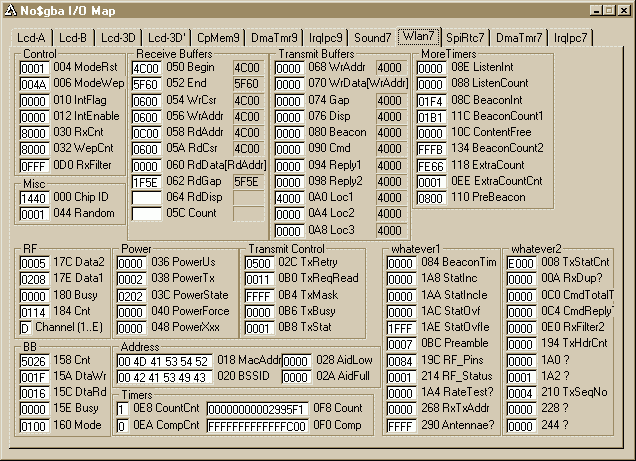 No$gba I/O Map
Lcd-A Lcd-B Lcd-3D Lcd-3D' CpMem9 DmaTmr9 IrqIpc9 Sound7 Wlan7 SpiRtc7 DmaTmr7 IrqIpc7
Control
0001 004 ModeRst
004A 006 ModeWep
0000 010 IntFlag
0000 012 IntEnable
8000 030 RxCnt
8000 032 WepCnt
0FFF 0D0 RxFilter
Misc
1440 000 Chip ID
0001 044 Random
Receive Buffers
4C00 050 Begin 4C00
5F60 052 End 5F60
0600 054 WrCsr 4C00
0600 056 WrAddr 4C00
0C00 058 RdAddr 4C00
0600 05A RdCsr 4C00
0000 060 RdData[RdAddr]
1F5E 062 RdGap 5F5E
064 RdDisp
05C Count
Transmit Buffers
0000 068 WrAddr 4000
0000 070 WrData[WrAddr]
0000 074 Gap 4000
0000 076 Disp 4000
0000 080 Beacon 4000
0000 090 Cmd 4000
0000 094 Reply1 4000
0000 098 Reply2 4000
4000 0A0 Loc1 4000
0000 0A4 Loc2 4000
0000 0A8 Loc3 4000
MoreTimers
0000 08E ListenInt
0000 088 ListenCount
01F4 08C BeaconInt
01B1 11C BeaconCount1
0000 10C ContentFree
FFFB 134 BeaconCount2
FE66 118 ExtraCount
0001 0EE ExtraCountCnt
0800 110 PreBeacon
RF
0005 17C Data2
0208 17E Data1
0000 180 Busy
0114 184 Cnt
D Channel (1..E)
Power
0000 036 PowerUs
0000 038 PowerTx
0202 03C PowerState
0000 040 PowerForce
0000 048 PowerXxx
Transmit Control
0500 02C TxRetry
0011 0B0 TxReqRead
FFFF 0B4 TxMask
0000 0B6 TxBusy
0001 0B8 TxStat
whatever1
0000 084 BeaconTim
0000 1A8 StatInc
0000 1AA StatIncIe
0000 1AC StatOvf
1FFF 1AE StatOvfIe
0007 0BC Preamble
0084 19C RF_Pins
0001 214 RF_Status
0000 1A4 RateTest?
0000 268 RxTxAddr
FFFF 290 Antennae?
whatever2
E000 008 TxStatCnt
0000 00A RxDup?
0000 0C0 CmdTotalT
0000 0C4 CmdReply
0000 0E0 RxFilter2
0000 194 TxHdrCnt
0000 1A0 ?
0000 1A2 ?
0004 210 TxSeqNo
0000 228 ?
0000 244 ?
BB
5026 158 Cnt
001F 15A DtaWr
0016 15C DtaRd
0000 15E Busy
0100 160 Mode
Address
00 4D 41 53 54 52 018 MacAddr 0000 028 AidLow
00 42 41 53 49 43 020 BSSID 0000 02A AidFull
Timers
1 0E8 CountCnt 00000000002995F1 0F8 Count
0 0EA CompCnt FFFFFFFFFFFFFC00 0F0 Comp